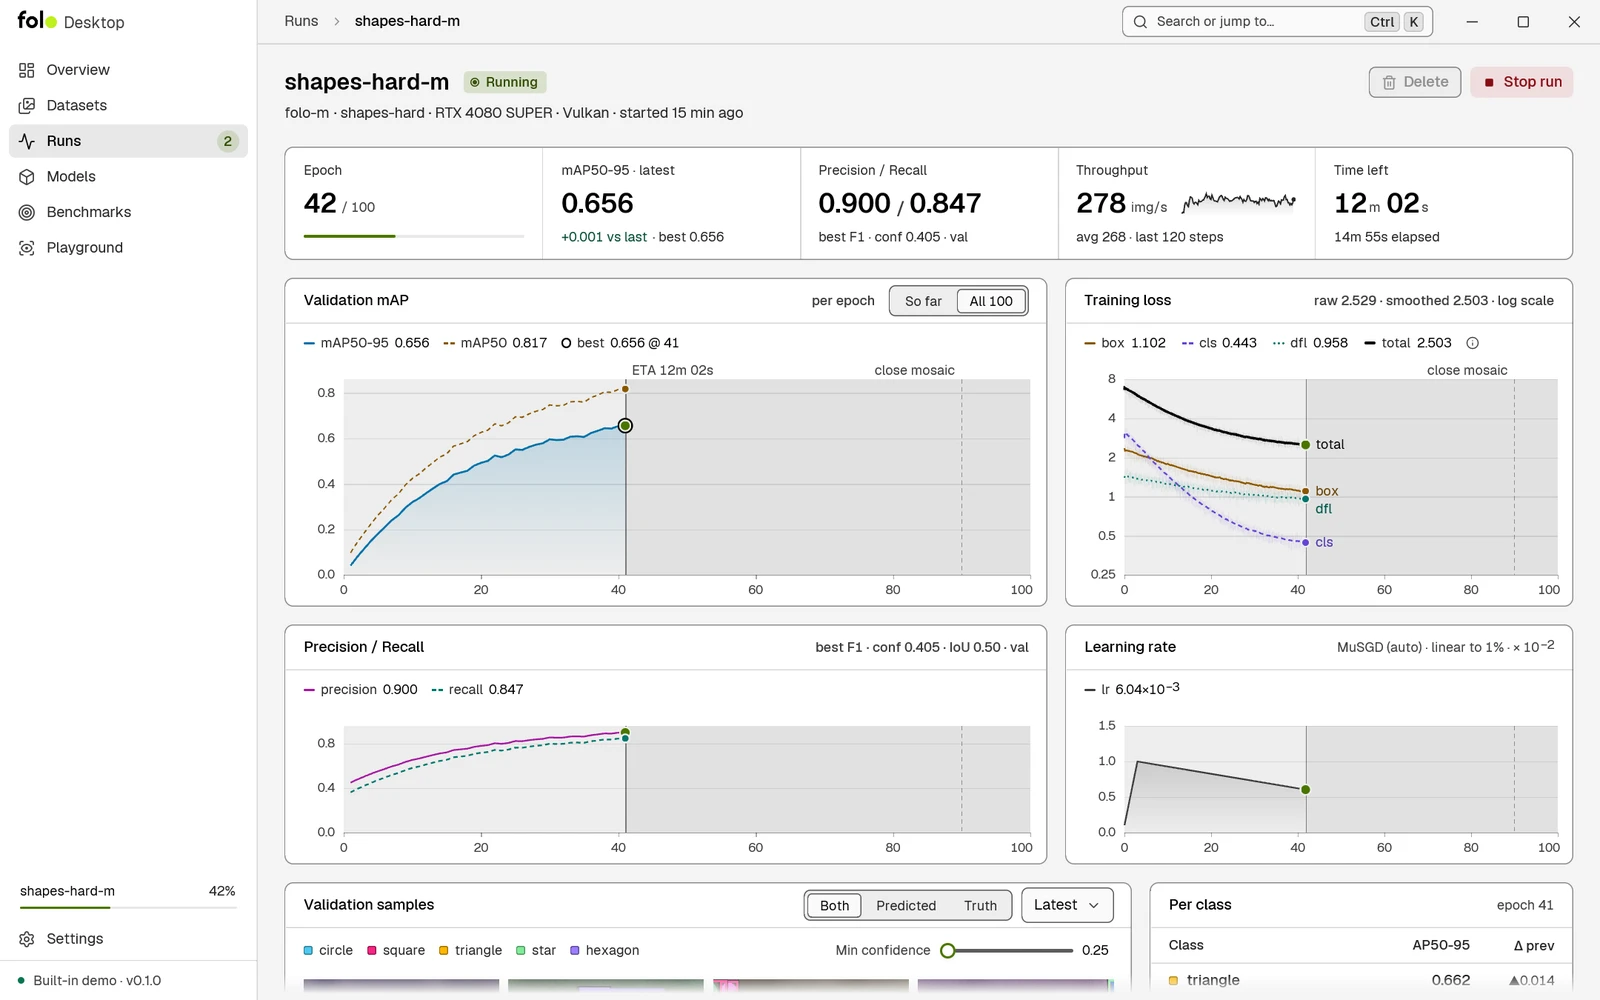 folo Desktop
Runs > shapes-hard-m
Search or jump to... Ctrl K
Overview
Datasets
Runs 2
Models
Benchmarks
Playground
shapes-hard-m 42%
Settings
Built-in demo · v0.1.0
shapes-hard-m Running
Delete Stop run
folo-m · shapes-hard · RTX 4080 SUPER · Vulkan · started 15 min ago
Epoch
42 / 100
mAP50-95 · latest
0.656
+0.001 vs last · best 0.656
Precision / Recall
0.900 / 0.847
best F1 · conf 0.405 · val
Throughput
278 img/s
avg 268 · last 120 steps
Time left
12m 02s
14m 55s elapsed
Validation mAP per epoch So far All 100
mAP50-95 0.656 mAP50 0.817 best 0.656 @ 41
ETA 12m 02s close mosaic
0.8
0.6
0.4
0.2
0.0
0 20 40 60 80 100
Training loss raw 2.529 · smoothed 2.503 · log scale
box 1.102 cls 0.443 dfl 0.958 total 2.503
close mosaic
8
4
2
1
0.5
0.25
total
box
dfl
cls
0 20 40 60 80 100
Precision / Recall best F1 · conf 0.405 · IoU 0.50 · val
precision 0.900 recall 0.847
0.8
0.4
0.0
0 20 40 60 80 100
Learning rate MuSGD (auto) · linear to 1% · × 10⁻²
lr 6.04×10⁻³
1.5
1.0
0.5
0.0
0 20 40 60 80 100
Validation samples Both Predicted Truth Latest
circle square triangle star hexagon Min confidence 0.25
Per class epoch 41
Class AP50-95 Δ prev
triangle 0.662 ▲0.014